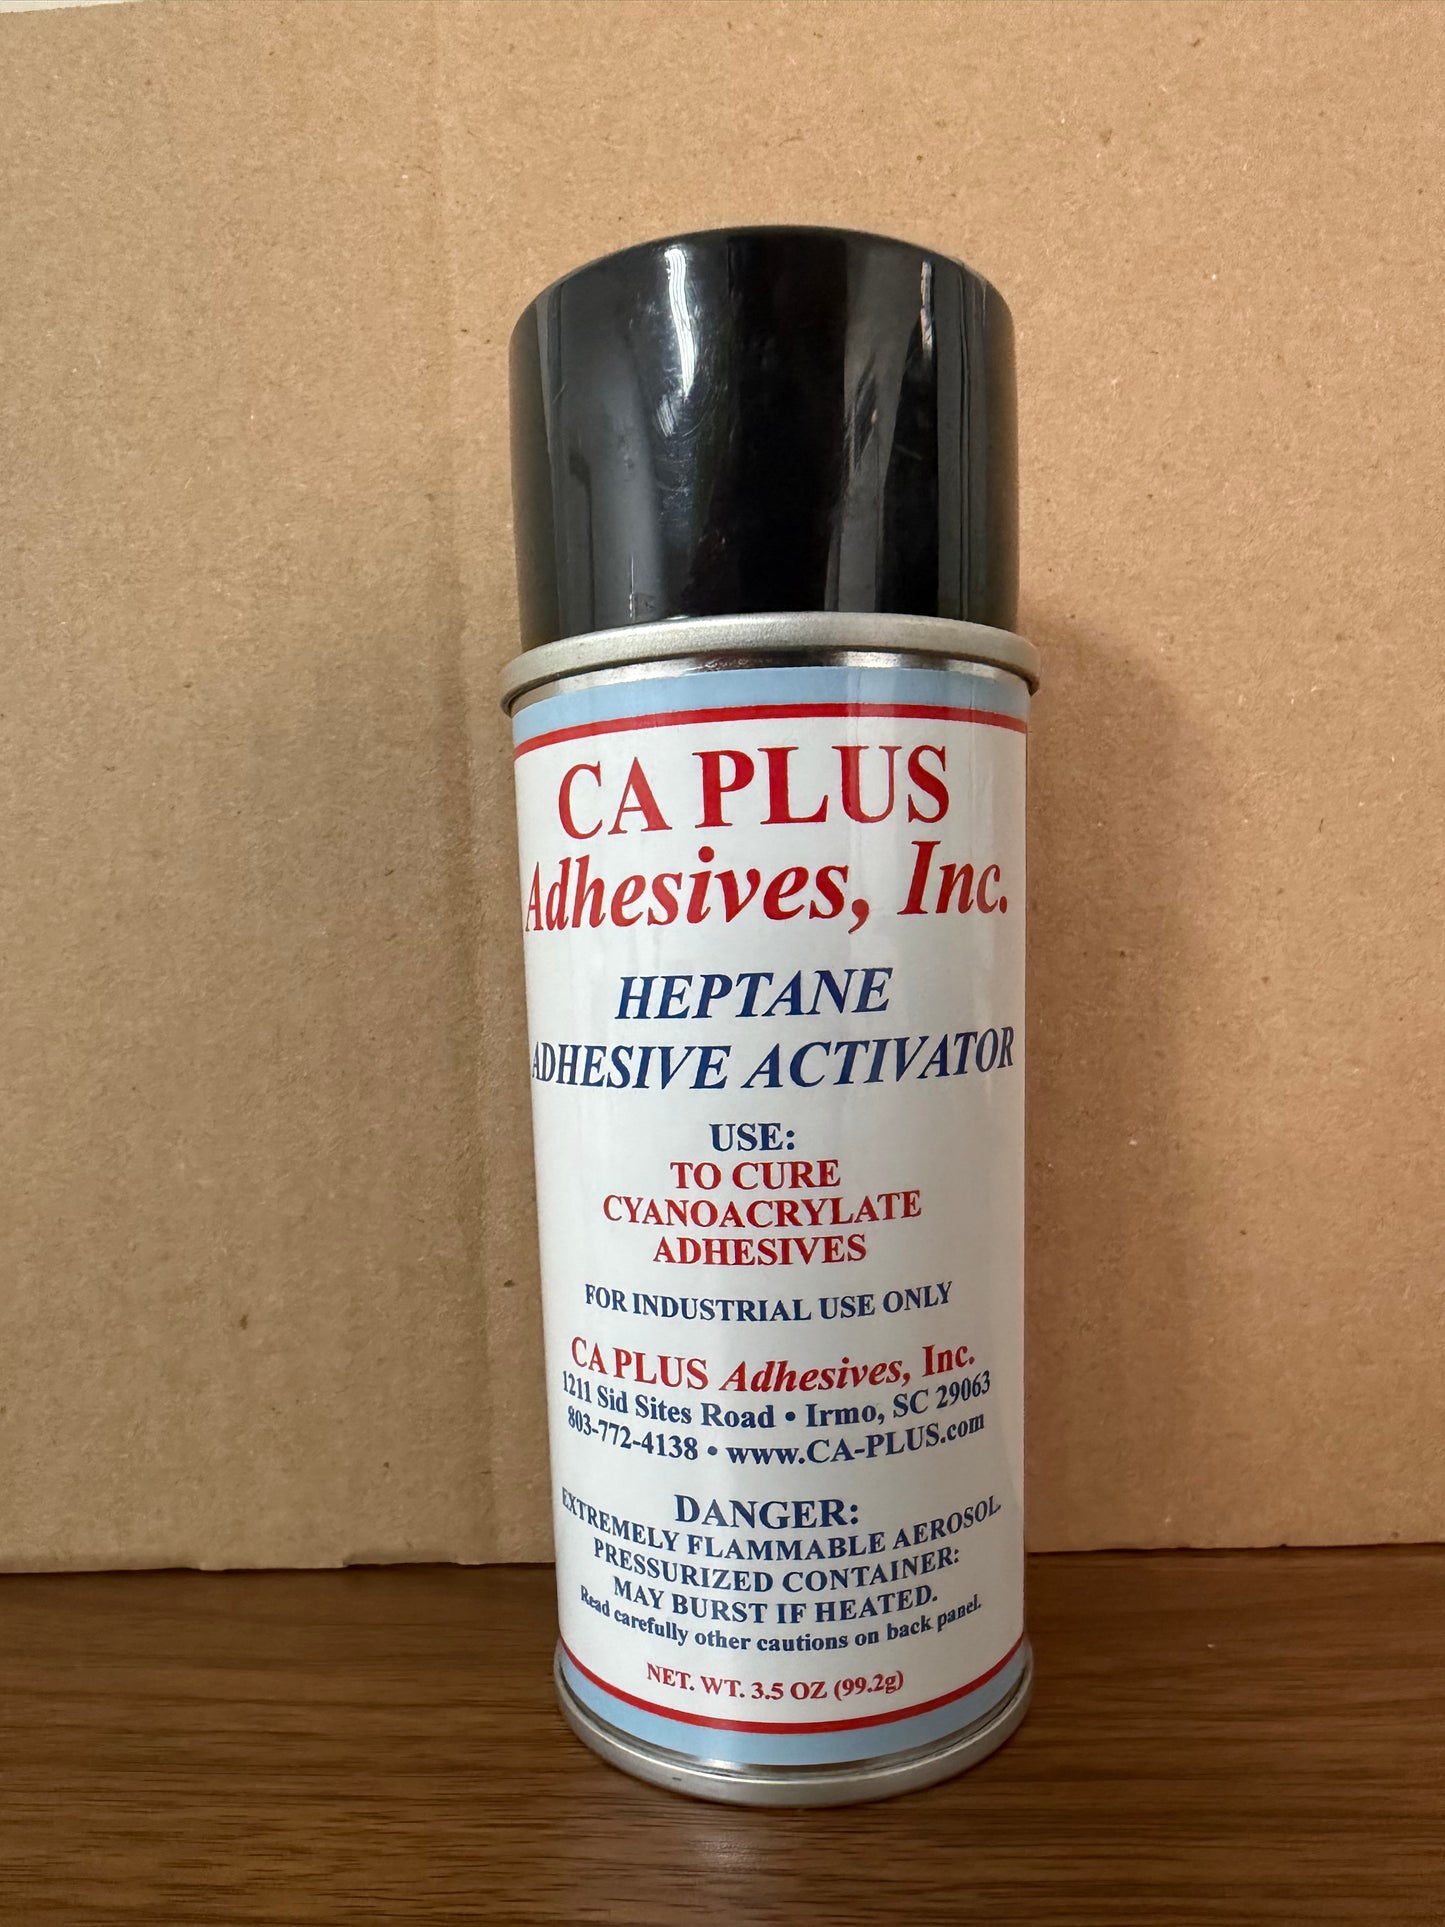 CA PLUS
Adhesives, Inc.
HEPTANE
ADHESIVE ACTIVATOR
USE:
TO CURE
CYANOACRYLATE
ADHESIVES
FOR INDUSTRIAL USE ONLY
CA PLUS Adhesives, Inc.
1211 Sid Sites Road • Irmo, SC 29063
803-772-4138 • www.CA-PLUS.com
DANGER:
EXTREMELY FLAMMABLE AEROSOL.
PRESSURIZED CONTAINER:
MAY BURST IF HEATED.
Read carefully other cautions on back panel.
NET. WT. 3.5 OZ (99.2g)